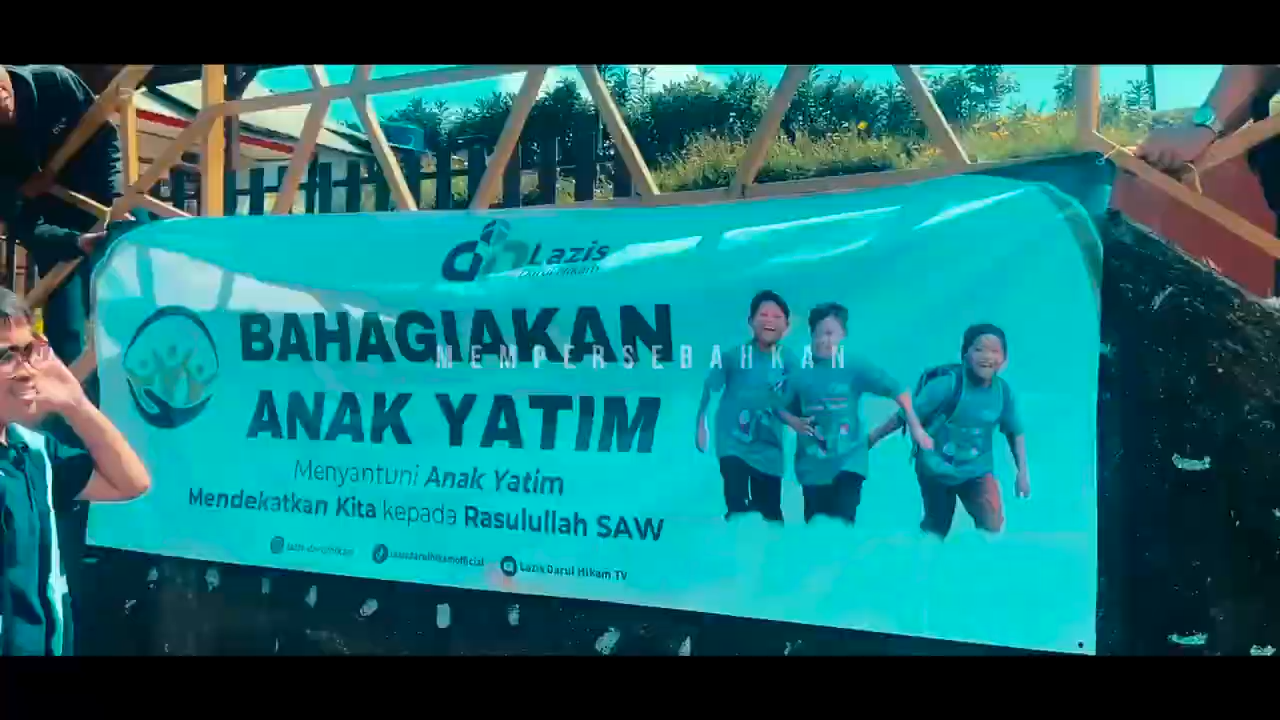 dh Lazis
Darul Hikam
BAHAGIAKAN
MEMPERSEBAHKAN
ANAK YATIM
Menyantuni Anak Yatim
Mendekatkan Kita kepada Rasulullah SAW
Lazis Darul Hikam TV